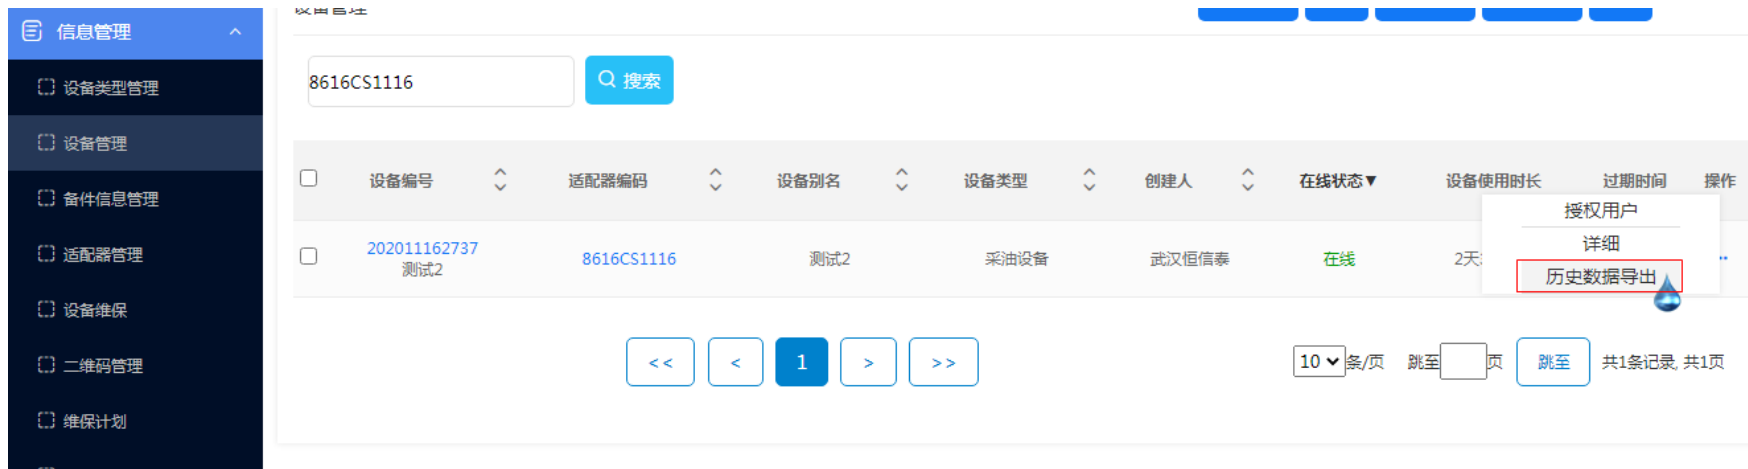 信息管理
设备类型管理
设备管理
备件信息管理
适配器管理
设备维保
二维码管理
维保计划
设备管理
8616CS1116
搜索
设备编号 适配器编码 设备别名 设备类型 创建人 在线状态▼ 设备使用时长 过期时间 操作
202011162737 8616CS1116 测试2 采油设备 武汉恒信泰 在线 2天
测试2
授权用户
详细
历史数据导出
<< < 1 > >> 10 条/页 跳至 页 跳至 共1条记录, 共1页